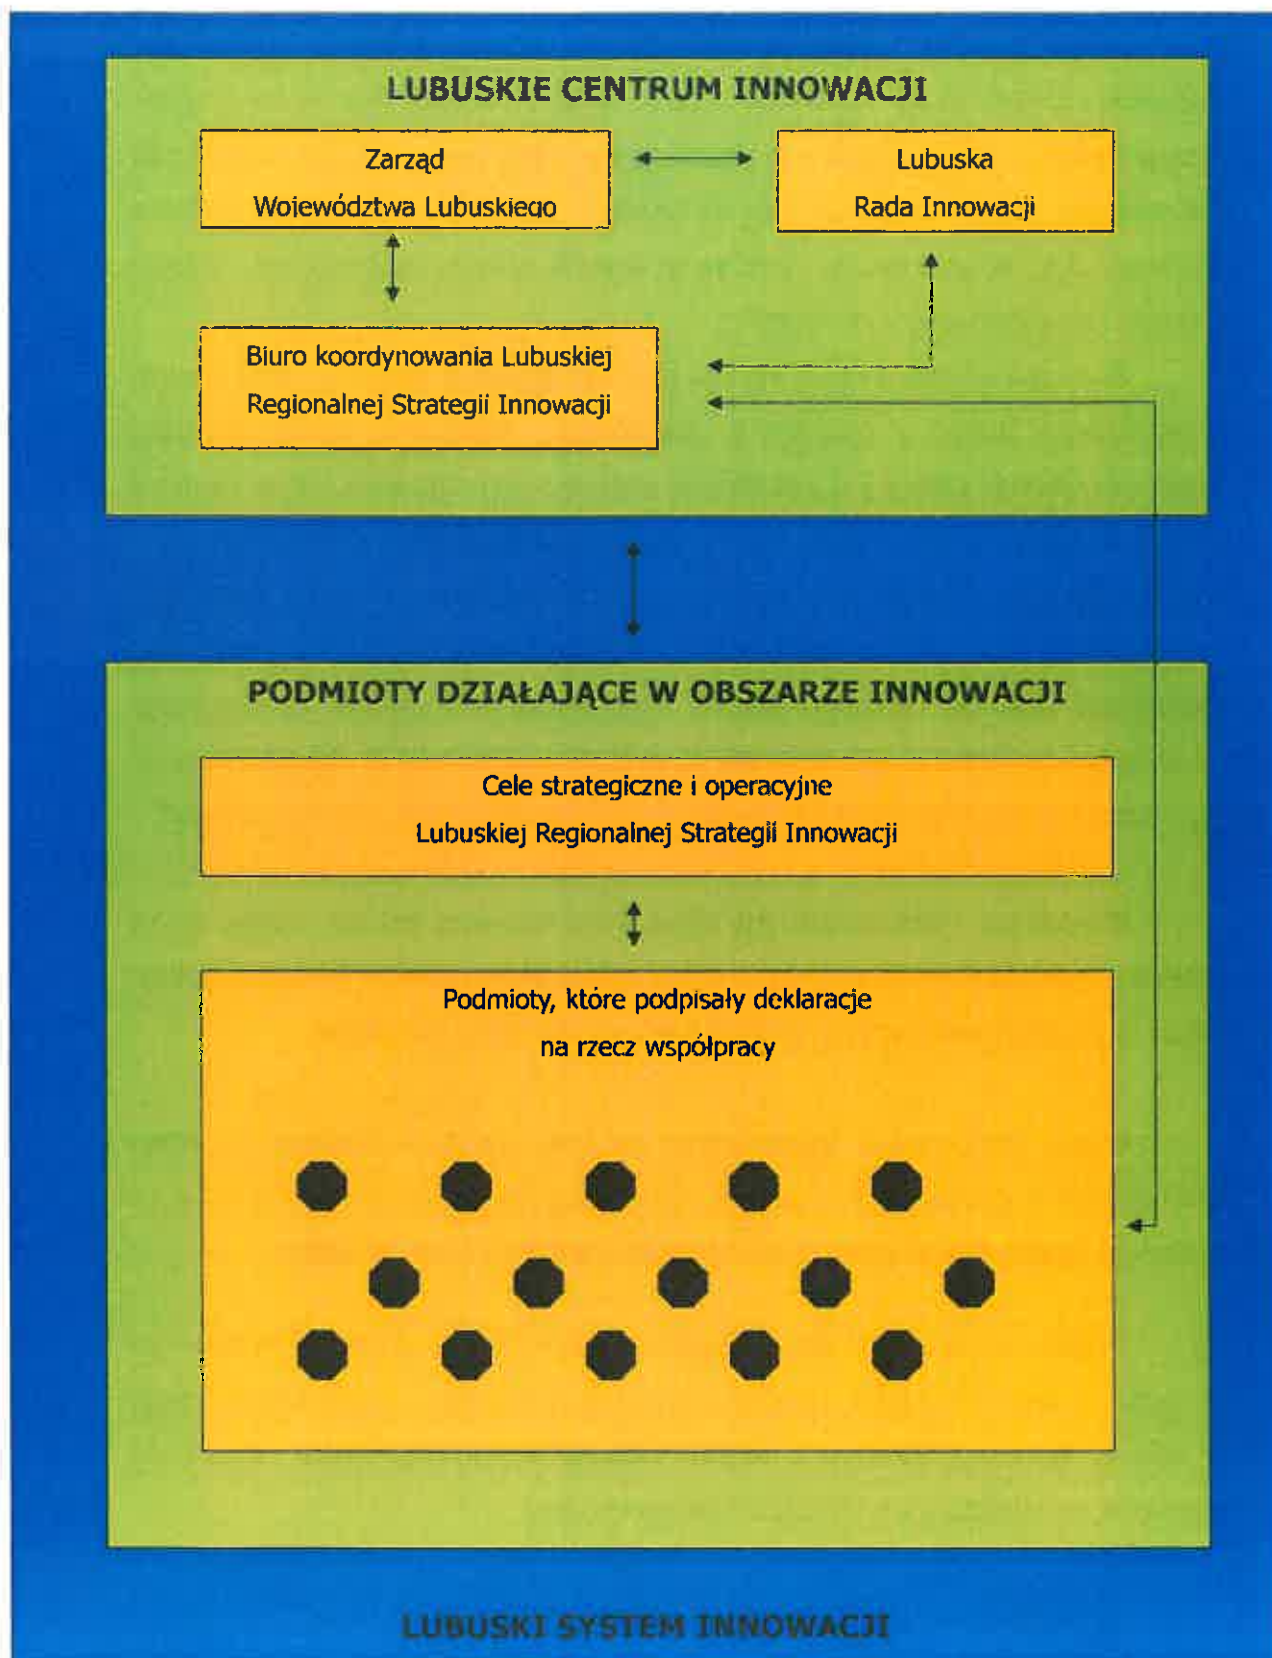 LUBUSKIE CENTRUM INNOWACJI
Zarząd
Województwa Lubuskiego
Lubuska
Rada Innowacji
Biuro koordynowania Lubuskiej
Regionalnej Strategii Innowacji
PODMIOTY DZIAŁAJĄCE W OBSZARZE INNOWACJI
Cele strategiczne i operacyjne
Lubuskiej Regionalnej Strategii Innowacji
Podmioty, które podpisały deklaracje
na rzecz współpracy
LUBUSKI SYSTEM INNOWACJI